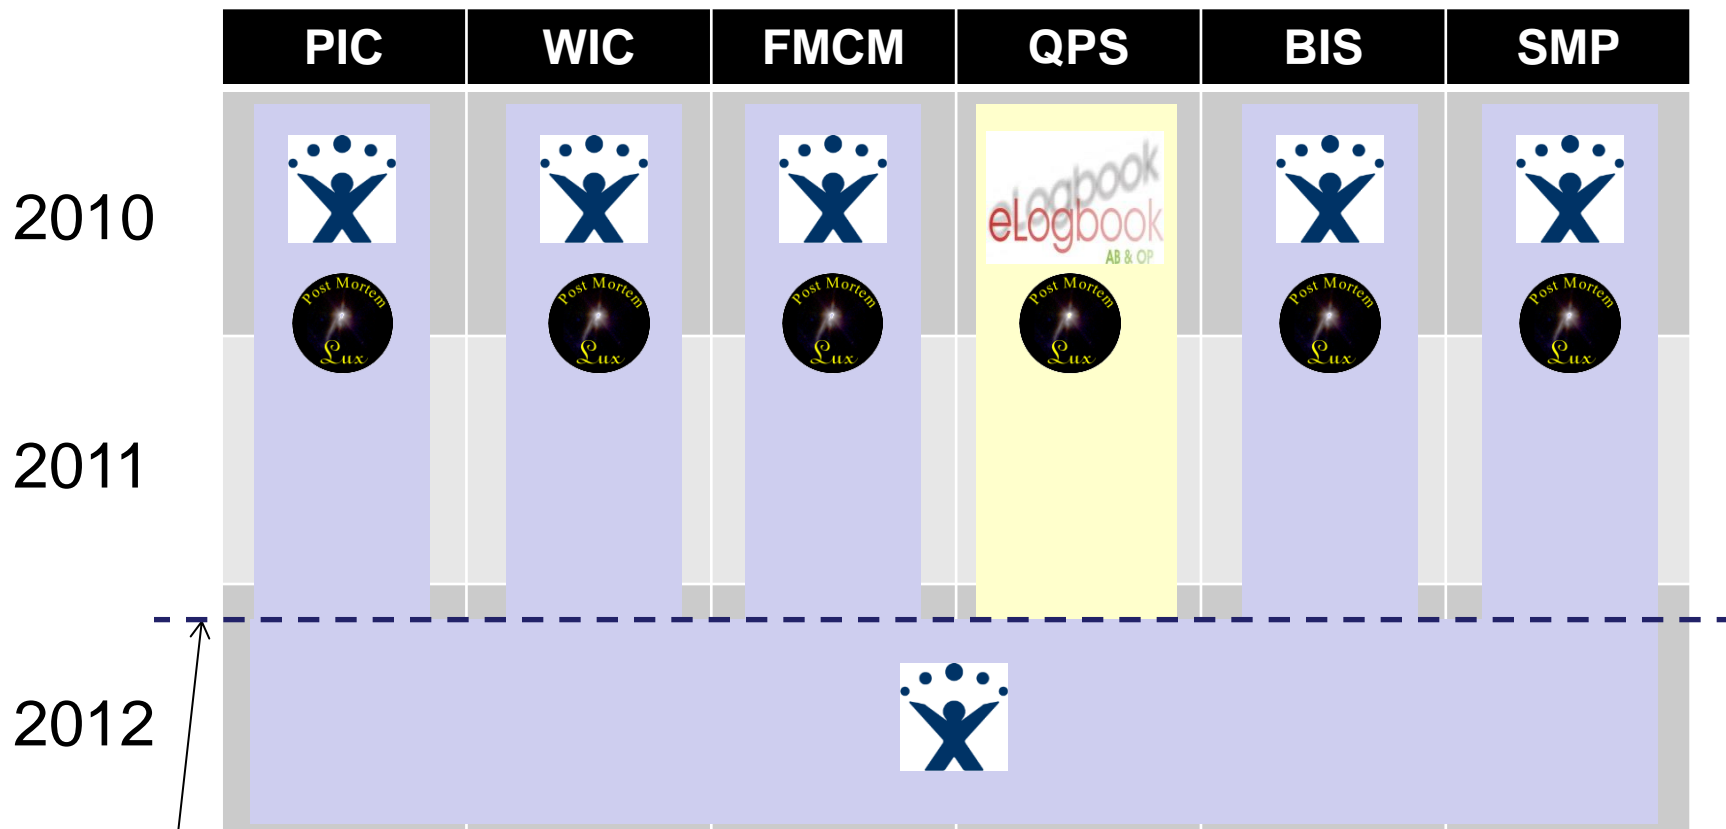 PIC WIC FMCM QPS BIS SMP
2010
eLogbook
eLogbook
AB & OP
Post Mortem Post Mortem Post Mortem Post Mortem Post Mortem Post Mortem
Lux Lux Lux Lux Lux Lux
2011
2012